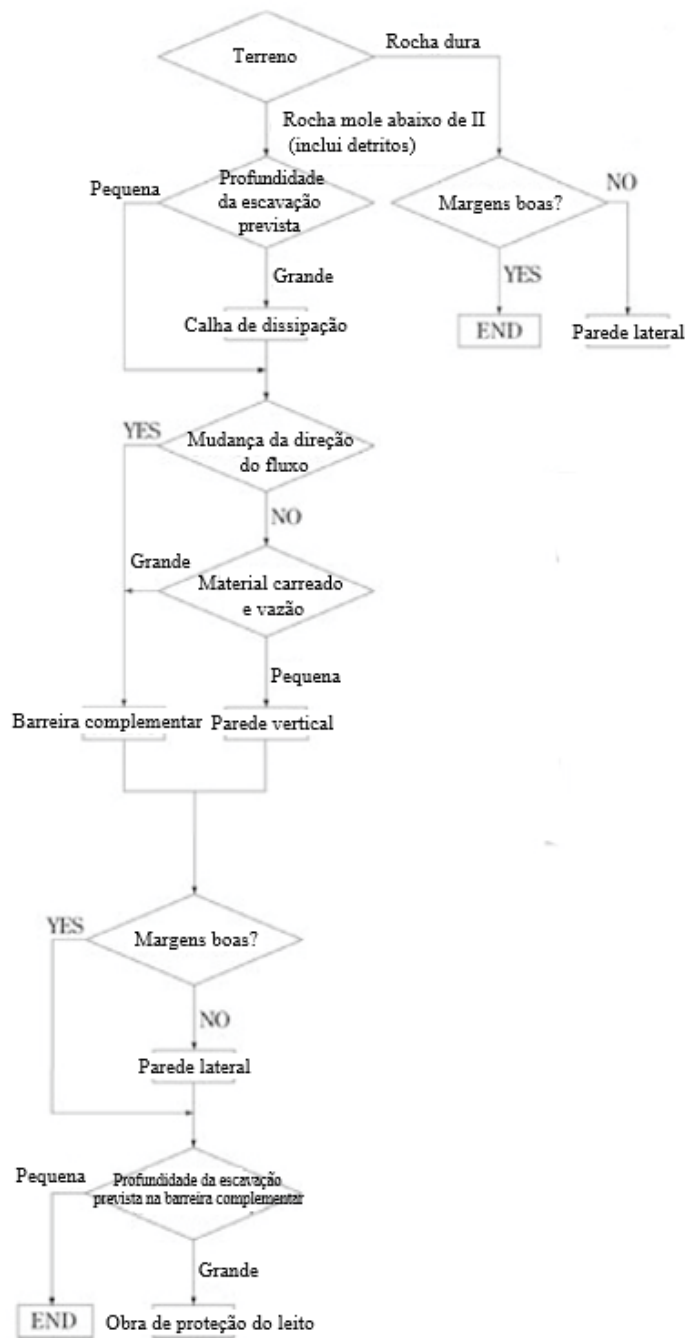 Rocha dura
Terreno
Rocha mole abaixo de II
(inclui detritos)
Pequena
Profundidade
da escavação
prevista
NO
Margens boas?
Grande
YES
Calha de dissipação
END
Parede lateral
YES
Mudança da direção
do fluxo
NO
Grande
Material carreado
e vazão
Pequena
Barreira complementar
Parede vertical
YES
Margens boas?
NO
Parede lateral
Pequena
Profundidade da escavação
prevista na barreira complementar
Grande
END
Obra de proteção do leito